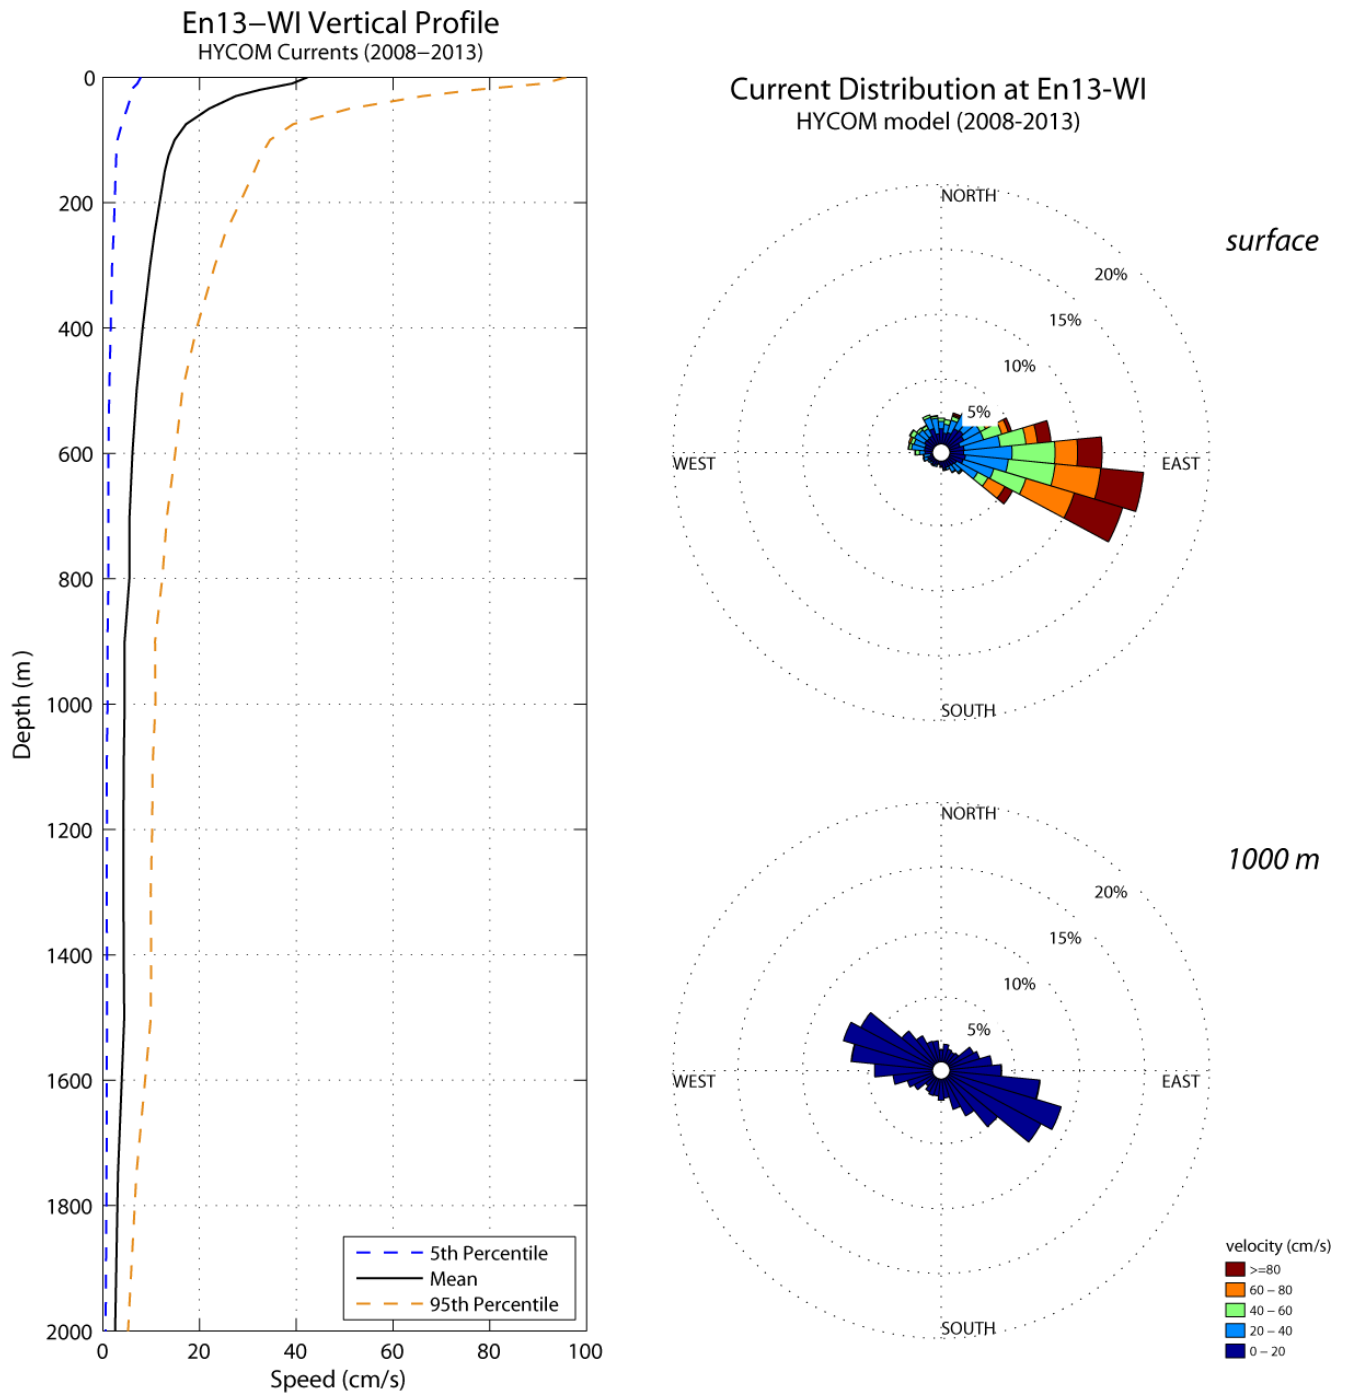 En13−WI Vertical Profile
HYCOM Currents (2008−2013)
0
200
400
600
800
1000
1200
1400
1600
1800
2000
Depth (m)
0 20 40 60 80 100
Speed (cm/s)
5th Percentile
Mean
95th Percentile
Current Distribution at En13-WI
HYCOM model (2008-2013)
surface
NORTH
20%
15%
10%
5%
WEST EAST
SOUTH
1000 m
NORTH
20%
15%
10%
5%
WEST EAST
SOUTH
velocity (cm/s)
>=80
60 − 80
40 − 60
20 − 40
0 − 20